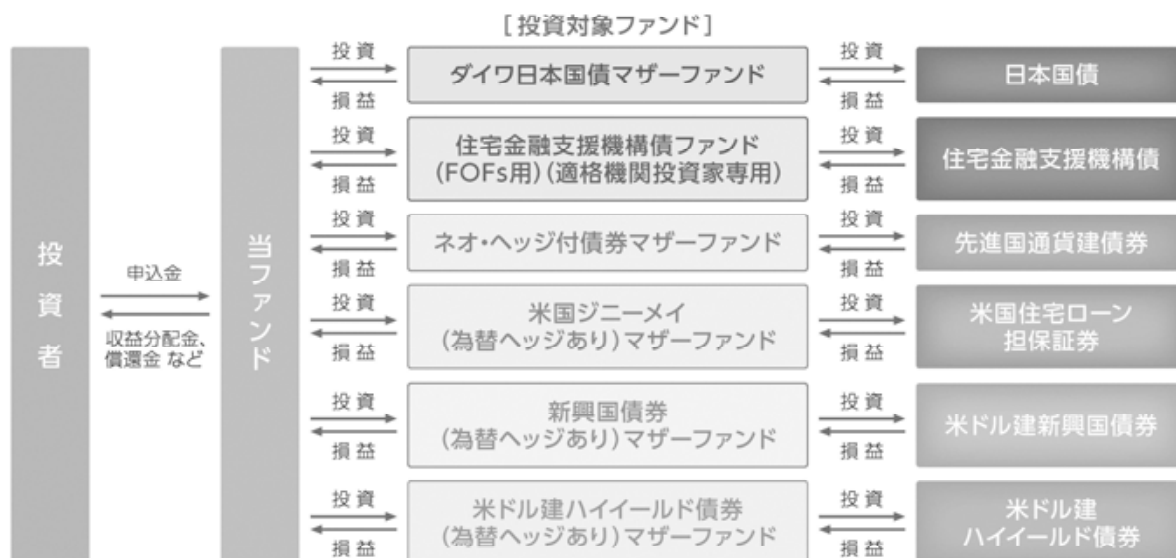 [投資対象ファンド]
投資者
申込金
収益分配金、
償還金 など
当ファンド
投資
損益
ダイワ日本国債マザーファンド
投資
損益
日本国債
投資
損益
住宅金融支援機構債ファンド
(FOFs用)(適格機関投資家専用)
投資
損益
住宅金融支援機構債
投資
損益
ネオ・ヘッジ付債券マザーファンド
投資
損益
先進国通貨建債券
投資
損益
米国ジニーメイ
(為替ヘッジあり)マザーファンド
投資
損益
米国住宅ローン
担保証券
投資
損益
新興国債券
(為替ヘッジあり)マザーファンド
投資
損益
米ドル建新興国債券
投資
損益
米ドル建ハイイールド債券
(為替ヘッジあり)マザーファンド
投資
損益
米ドル建
ハイイールド債券